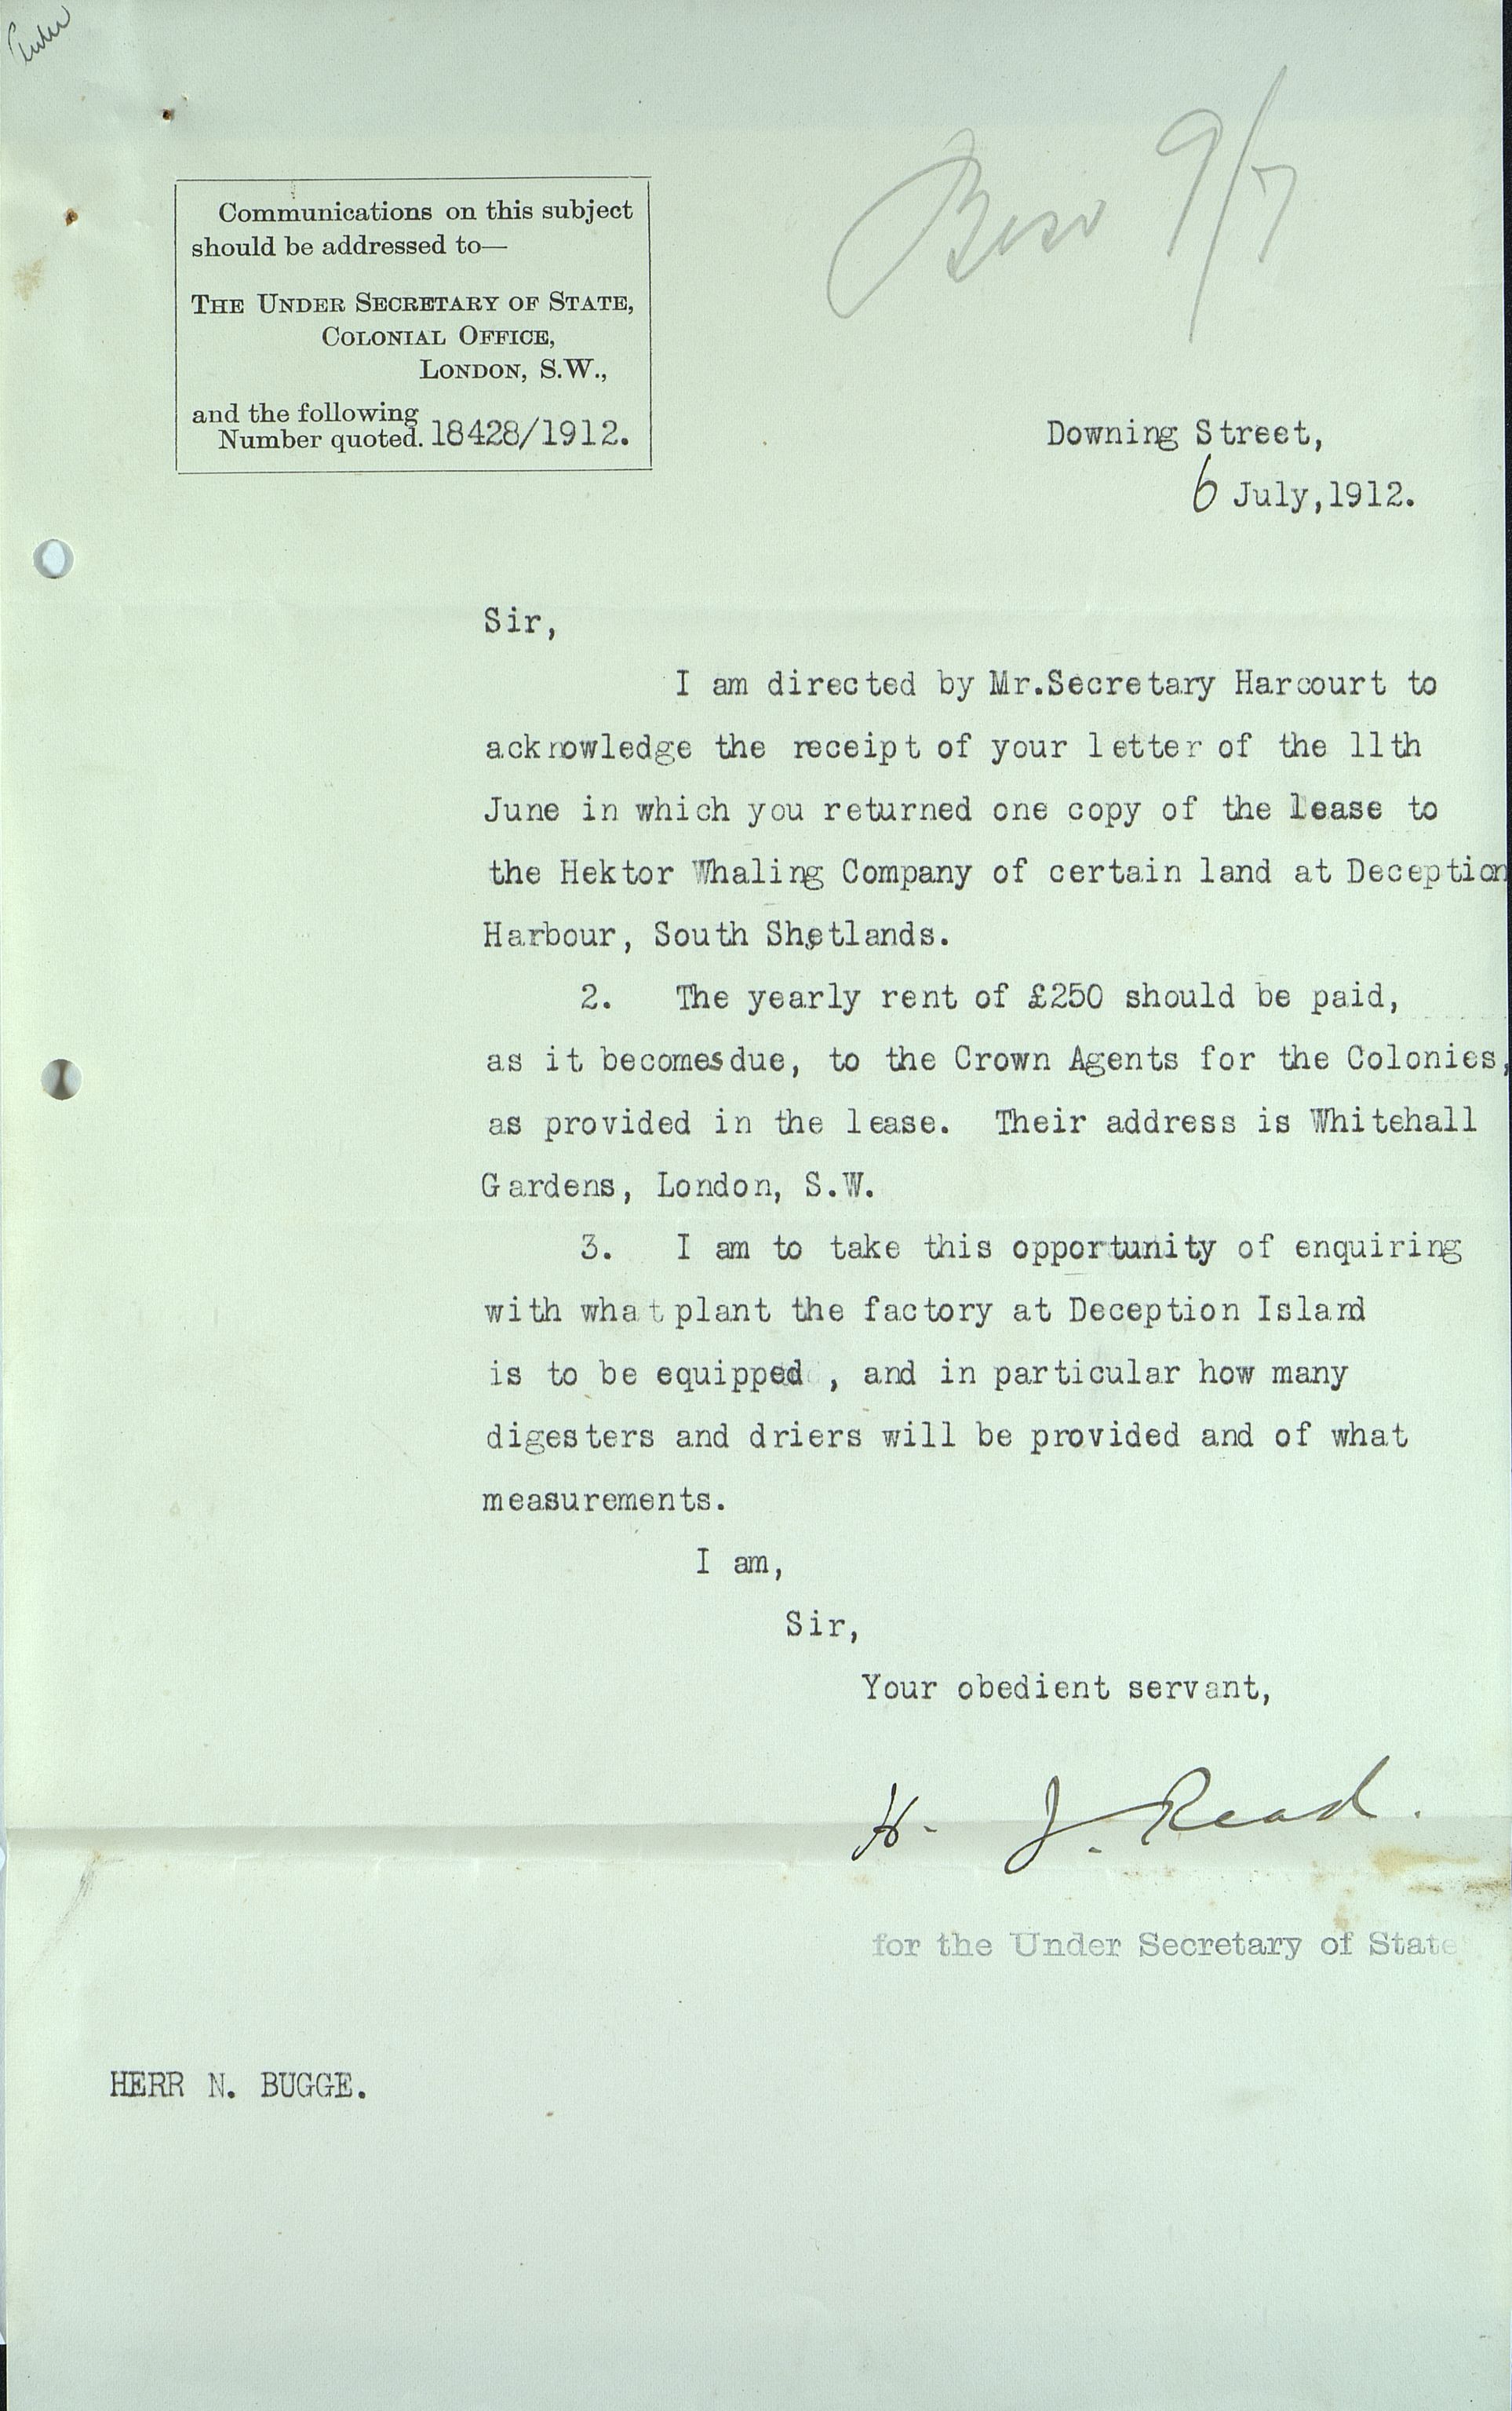 Communications on this subject
should be addressed to—
THE UNDER SECRETARY OF STATE,
COLONIAL OFFICE,
LONDON, S.W.,
and the following
Number quoted. 18428/1912.
9/7
Downing Street,
6 July,1912.
Sir,
I am directed by Mr.Secretary Harcourt to
acknowledge the receipt of your letter of the 11th
June in which you returned one copy of the lease to
the Hektor Whaling Company of certain land at Deception
Harbour, South Shetlands.
2. The yearly rent of £250 should be paid,
as it becomes due, to the Crown Agents for the Colonies,
as provided in the lease. Their address is Whitehall
Gardens, London, S.W.
3. I am to take this opportunity of enquiring
with what plant the factory at Deception Island
is to be equipped , and in particular how many
digesters and driers will be provided and of what
measurements.
I am,
Sir,
Your obedient servant,
H. J. Read.
for the Under Secretary of State
HERR N. BUGGE.